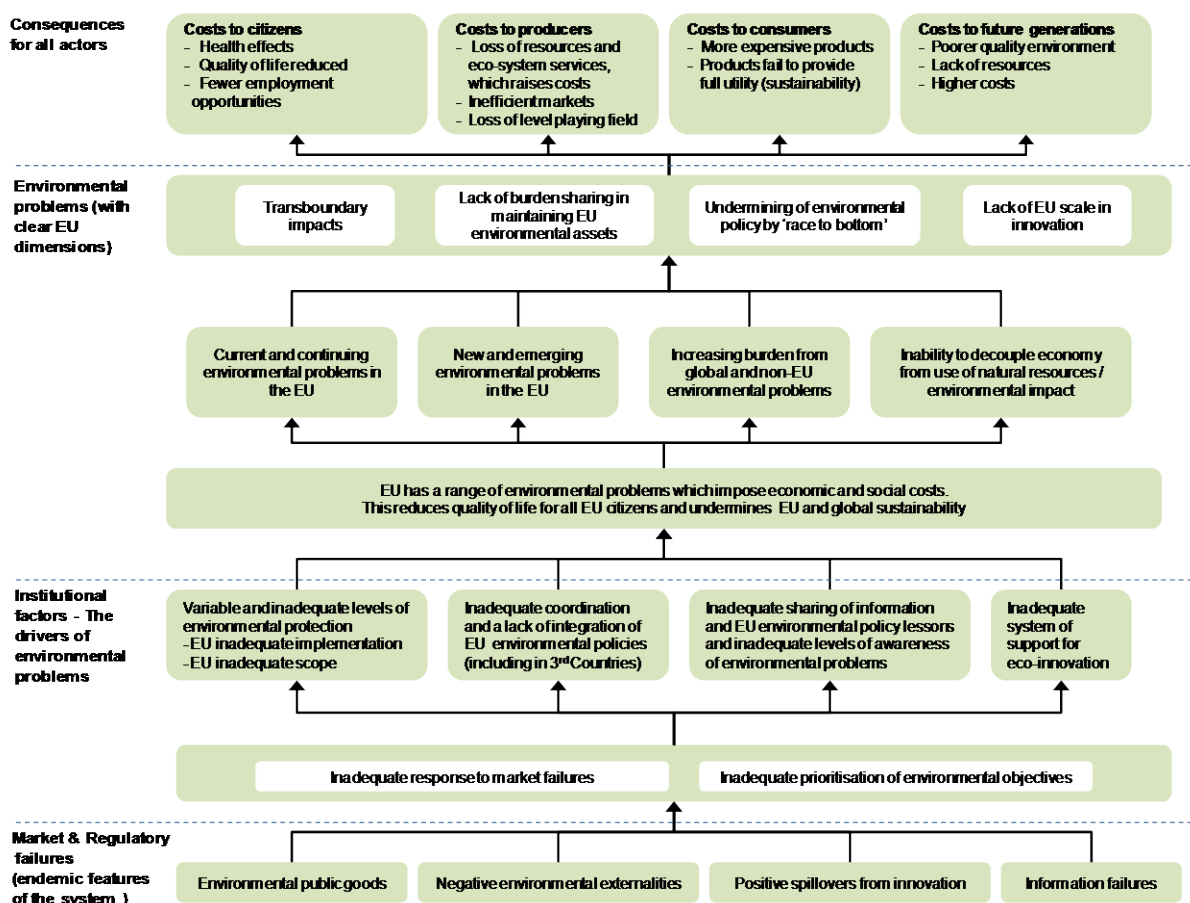 Consequences
for all actors
Costs to citizens
- Health effects
- Quality of life reduced
- Fewer employment
opportunities
Costs to producers
- Loss of resources and
eco-system services,
which raises costs
- Inefficient markets
- Loss of level playing field
Costs to consumers
- More expensive products
- Products fail to provide
full utility (sustainability)
Costs to future generations
- Poorer quality environment
- Lack of resources
- Higher costs
Environmental
problems (with
clear EU
dimensions)
Transboundary
impacts
Lack of burden sharing in
maintaining EU
environmental assets
Undermining of environmental
policy by ‘race to bottom’
Lack of EU scale in
innovation
Current and continuing
environmental problems in
the EU
New and emerging
environmental problems
in the EU
Increasing burden from
global and non-EU
environmental problems
Inability to decouple economy
from use of natural resources /
environmental impact
EU has a range of environmental problems which impose economic and social costs.
This reduces quality of life for all EU citizens and undermines EU and global sustainability
Institutional
factors - The
drivers of
environmental
problems
Variable and inadequate levels of
environmental protection
-EU inadequate implementation
-EU inadequate scope
Inadequate coordination
and a lack of integration of
EU environmental policies
(including in 3rd Countries)
Inadequate sharing of information
and EU environmental policy lessons
and inadequate levels of awareness
of environmental problems
Inadequate
system of
support for
eco-innovation
Inadequate response to market failures
Inadequate prioritisation of environmental objectives
Market & Regulatory
failures
(endemic features
of the system )
Environmental public goods
Negative environmental externalities
Positive spillovers from innovation
Information failures